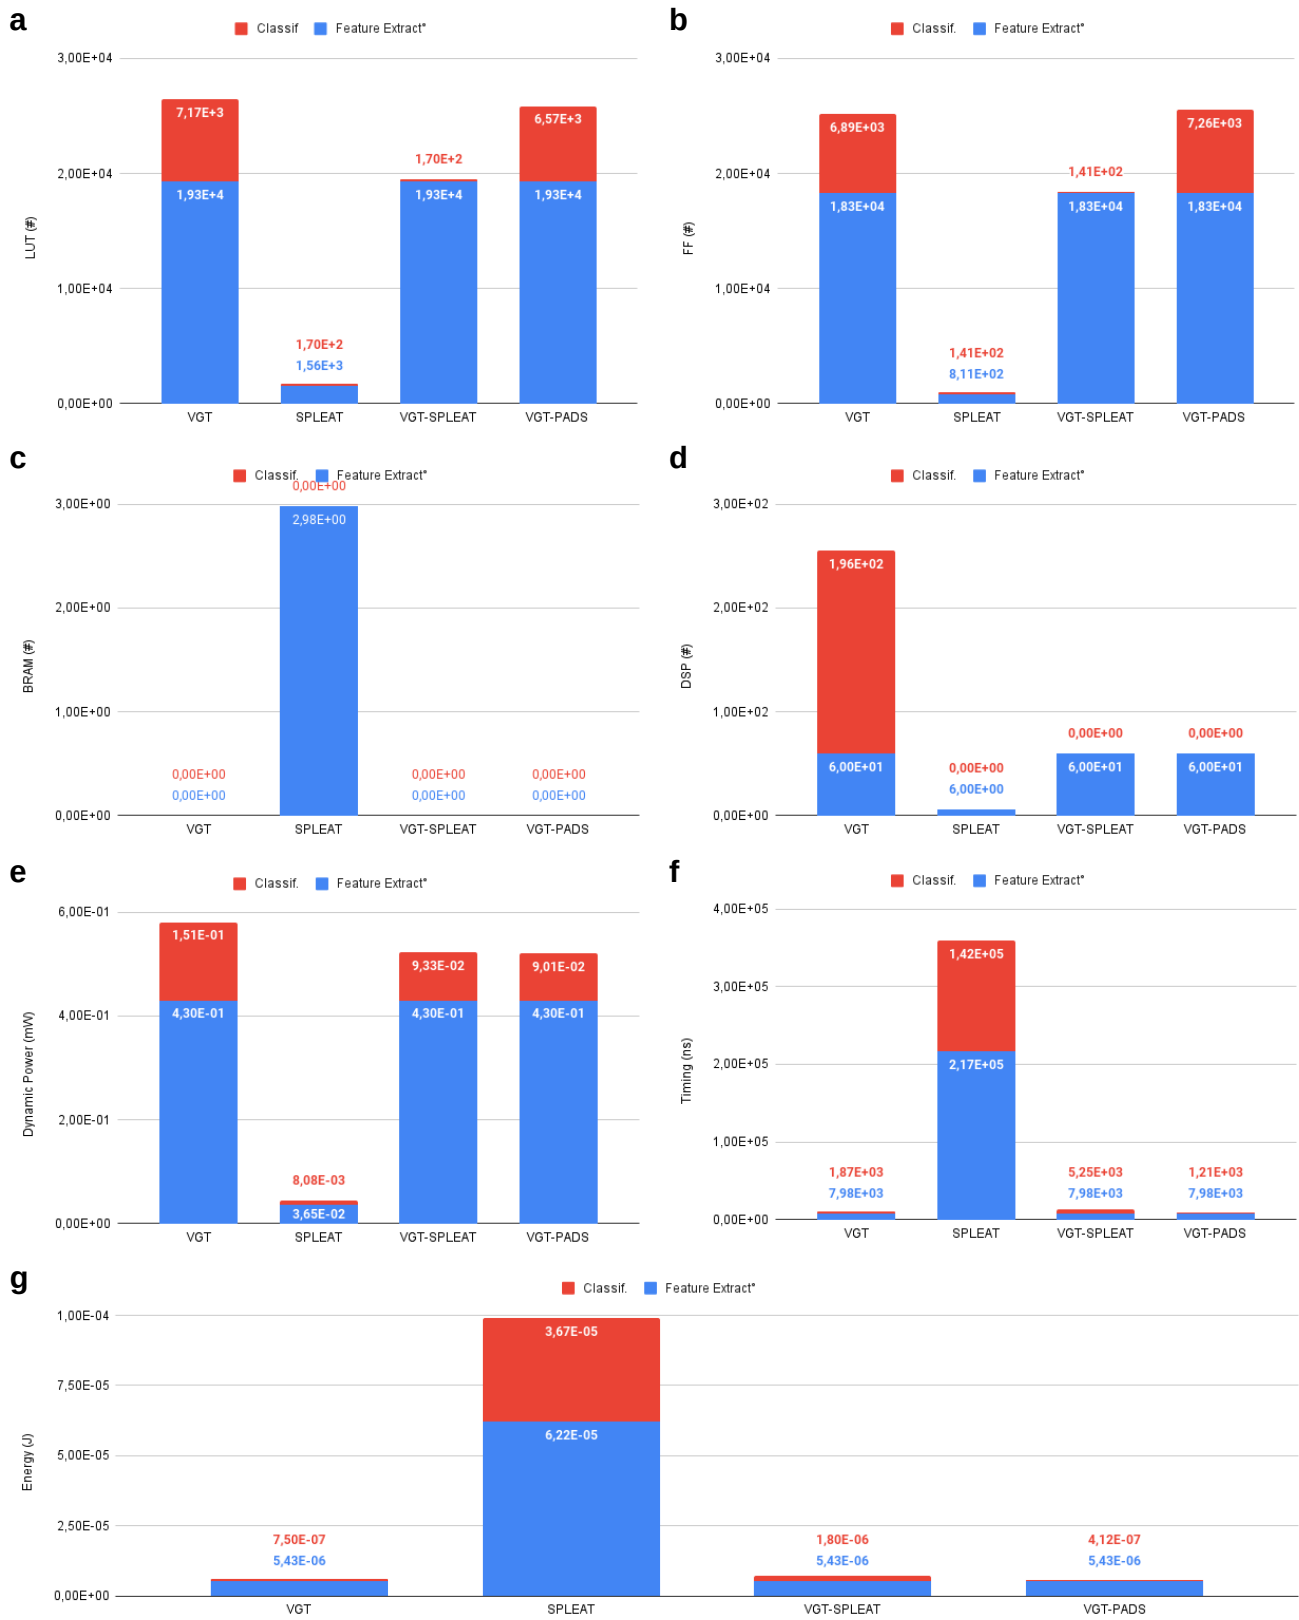 a
Classif Feature Extract°
3,00E+04
2,00E+04
1,00E+04
0,00E+00
LUT (#)
7,17E+3
1,93E+4
1,70E+2
1,56E+3
1,70E+2
1,93E+4
6,57E+3
1,93E+4
VGT SPLEAT VGT-SPLEAT VGT-PADS
b
Classif. Feature Extract°
3,00E+04
2,00E+04
1,00E+04
0,00E+00
FF (#)
6,89E+03
1,83E+04
1,41E+02
8,11E+02
1,41E+02
1,83E+04
7,26E+03
1,83E+04
VGT SPLEAT VGT-SPLEAT VGT-PADS
c
Classif. Feature Extract°
3,00E+00
2,00E+00
1,00E+00
0,00E+00
BRAM (#)
0,00E+00
0,00E+00
0,00E+00
2,98E+00
0,00E+00
0,00E+00
0,00E+00
0,00E+00
VGT SPLEAT VGT-SPLEAT VGT-PADS
d
Classif. Feature Extract°
3,00E+02
2,00E+02
1,00E+02
0,00E+00
DSP (#)
1,96E+02
6,00E+01
0,00E+00
6,00E+00
0,00E+00
6,00E+01
0,00E+00
6,00E+01
VGT SPLEAT VGT-SPLEAT VGT-PADS
e
Classif. Feature Extract°
6,00E-01
4,00E-01
2,00E-01
0,00E+00
Dynamic Power (mW)
1,51E-01
4,30E-01
8,08E-03
3,65E-02
9,33E-02
4,30E-01
9,01E-02
4,30E-01
VGT SPLEAT VGT-SPLEAT VGT-PADS
f
Classif. Feature Extract°
4,00E+05
3,00E+05
2,00E+05
1,00E+05
0,00E+00
Timing (ns)
1,87E+03
7,98E+03
1,42E+05
2,17E+05
5,25E+03
7,98E+03
1,21E+03
7,98E+03
VGT SPLEAT VGT-SPLEAT VGT-PADS
g
Classif. Feature Extract°
1,00E-04
7,50E-05
5,00E-05
2,50E-05
0,00E+00
Energy (J)
7,50E-07
5,43E-06
3,67E-05
6,22E-05
1,80E-06
5,43E-06
4,12E-07
5,43E-06
VGT SPLEAT VGT-SPLEAT VGT-PADS